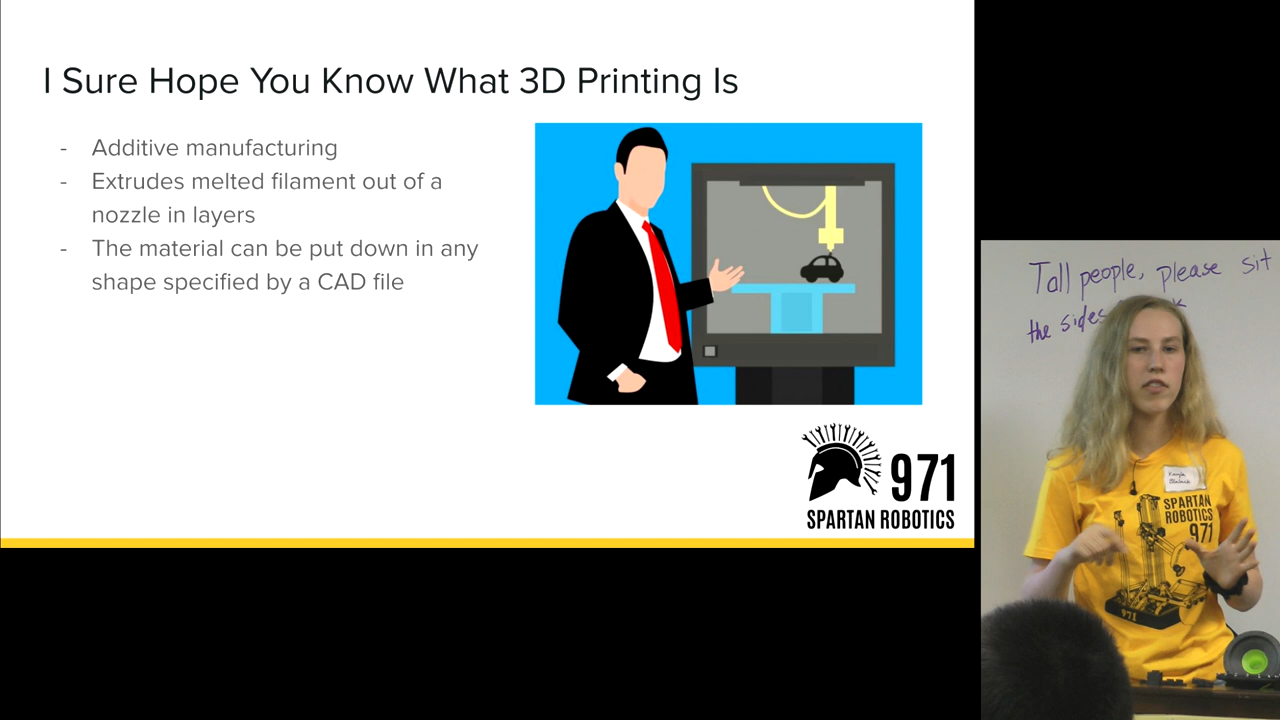 I Sure Hope You Know What 3D Printing Is
- Additive manufacturing
- Extrudes melted filament out of a
nozzle in layers
- The material can be put down in any
shape specified by a CAD file
971
SPARTAN ROBOTICS
Tall people, please sit
the sides
Kayla
SPARTAN
ROBOTICS
971
971